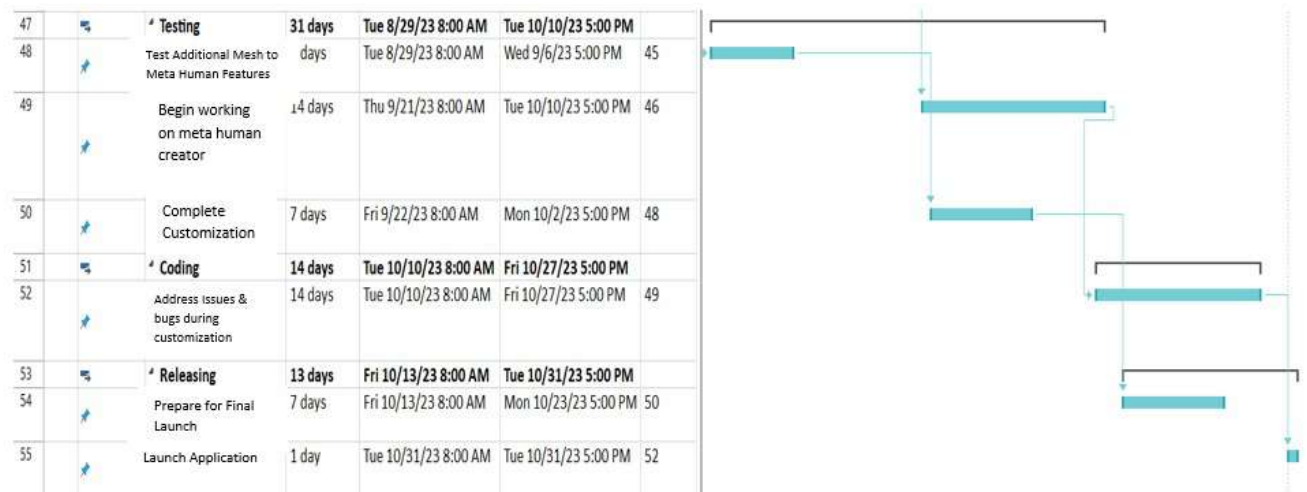 47 Testing 31 days Tue 8/29/23 8:00 AM Tue 10/10/23 5:00 PM
48 Test Additional Mesh to days Tue 8/29/23 8:00 AM Wed 9/6/23 5:00 PM 45
Meta Human Features
49 Begin working 14 days Thu 9/21/23 8:00 AM Tue 10/10/23 5:00 PM 46
on meta human
creator
50 Complete 7 days Fri 9/22/23 8:00 AM Mon 10/2/23 5:00 PM 48
Customization
51 Coding 14 days Tue 10/10/23 8:00 AM Fri 10/27/23 5:00 PM
52 Address Issues & 14 days Tue 10/10/23 8:00 AM Fri 10/27/23 5:00 PM 49
bugs during
customization
53 Releasing 13 days Fri 10/13/23 8:00 AM Tue 10/31/23 5:00 PM
54 Prepare for Final 7 days Fri 10/13/23 8:00 AM Mon 10/23/23 5:00 PM 50
Launch
55 Launch Application 1 day Tue 10/31/23 8:00 AM Tue 10/31/23 5:00 PM 52